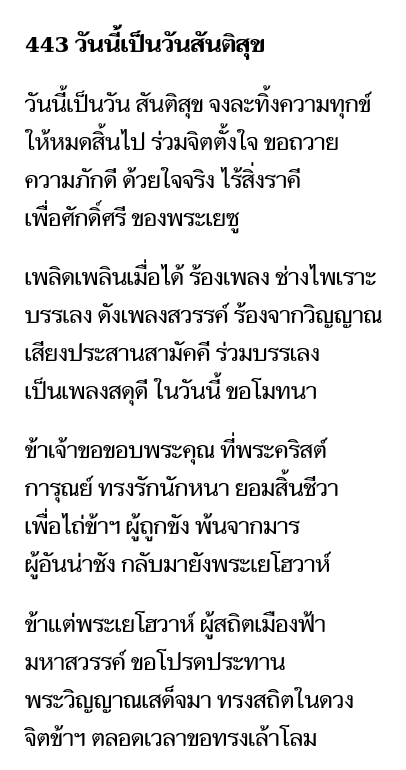 443 วันนี้เป็นวันสันติสุข
วันนี้เป็นวัน สันติสุข จงละทิ้งความทุกข์
ให้หมดสิ้นไป ร่วมจิตตั้งใจ ขอถวาย
ความภักดี ด้วยใจจริง ไร้สิ่งราคี
เพื่อศักดิ์ศรี ของพระเยซู
เพลิดเพลินเมื่อได้ ร้องเพลง ช่างไพเราะ
บรรเลง ดังเพลงสวรรค์ ร้องจากวิญญาณ
เสียงประสานสามัคคี ร่วมบรรเลง
เป็นเพลงสดุดี ในวันนี้ ขอโมทนา
ข้าเจ้าขอขอบพระคุณ ที่พระคริสต์
การุณย์ ทรงรักนักหนา ยอมสิ้นชีวา
เพื่อไถ่ข้าฯ ผู้ถูกขัง พ้นจากมาร
ผู้อันน่าชัง กลับมายังพระเยโฮวาห์
ข้าแต่พระเยโฮวาห์ ผู้สถิตเมืองฟ้า
มหาสวรรค์ ขอโปรดประทาน
พระวิญญาณเสด็จมา ทรงสถิตในดวง
จิตข้าฯ ตลอดเวลาขอทรงเล้าโลม